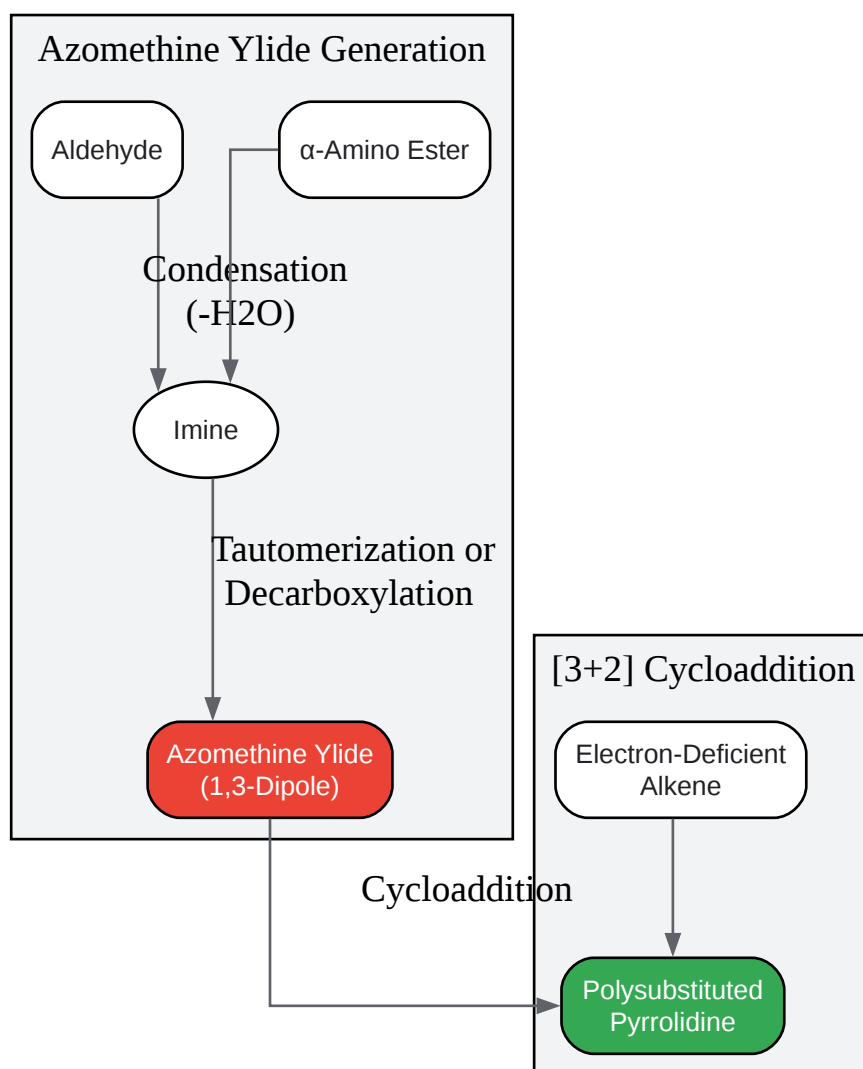 Azomethine Ylide Generation
Aldehyde
α-Amino Ester
Condensation
(-H2O)
Imine
Tautomerization or
Decarboxylation
[3+2] Cycloaddition
Azomethine Ylide
(1,3-Dipole)
Electron-Deficient
Alkene
Cycloaddition
Polysubstituted
Pyrrolidine